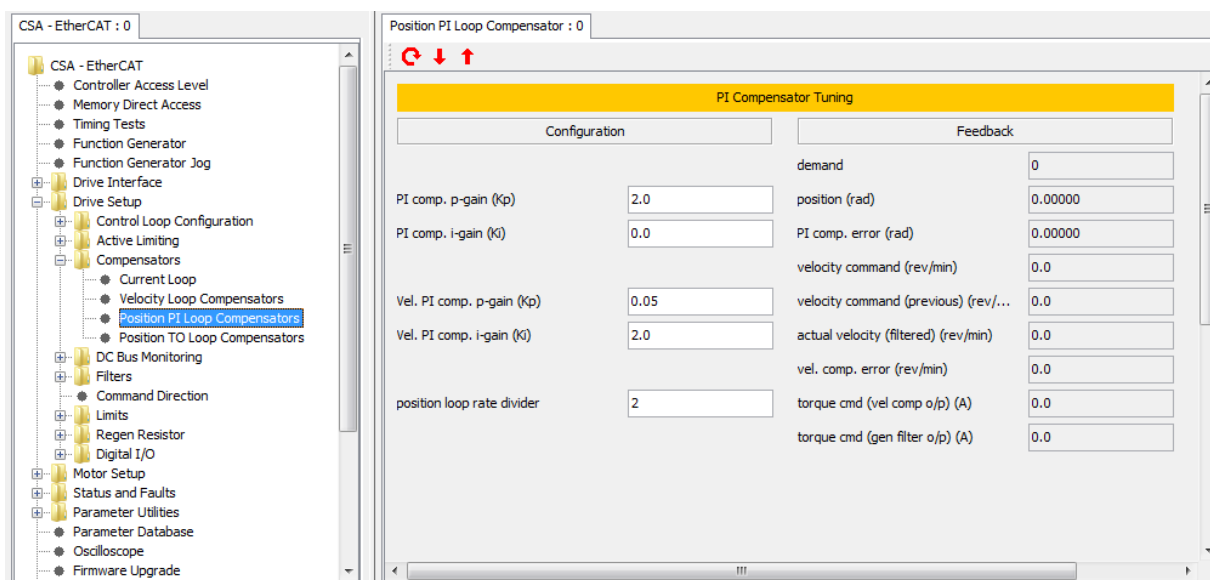 CSA - EtherCAT : 0
CSA - EtherCAT
Controller Access Level
Memory Direct Access
Timing Tests
Function Generator
Function Generator Jog
Drive Interface
Drive Setup
Control Loop Configuration
Active Limiting
Compensators
Current Loop
Velocity Loop Compensators
Position PI Loop Compensators
Position TO Loop Compensators
DC Bus Monitoring
Filters
Command Direction
Limits
Regen Resistor
Digital I/O
Motor Setup
Status and Faults
Parameter Utilities
Parameter Database
Oscilloscope
Firmware Upgrade
Position PI Loop Compensator : 0
PI Compensator Tuning
Configuration Feedback
demand 0
PI comp. p-gain (Kp) 2.0 position (rad) 0.00000
PI comp. i-gain (Ki) 0.0 PI comp. error (rad) 0.00000
velocity command (rev/min) 0.0
Vel. PI comp. p-gain (Kp) 0.05 velocity command (previous) (rev/... 0.0
Vel. PI comp. i-gain (Ki) 2.0 actual velocity (filtered) (rev/min) 0.0
vel. comp. error (rev/min) 0.0
position loop rate divider 2 torque cmd (vel comp o/p) (A) 0.0
torque cmd (gen filter o/p) (A) 0.0